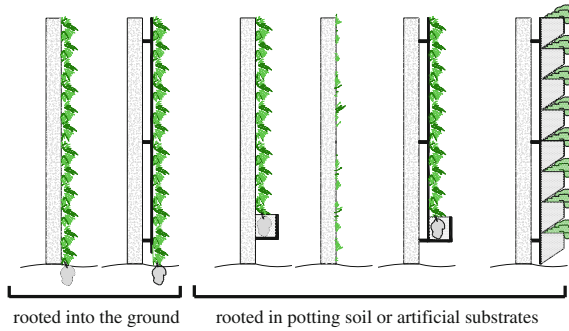 rooted into the ground
rooted in potting soil or artificial substrates